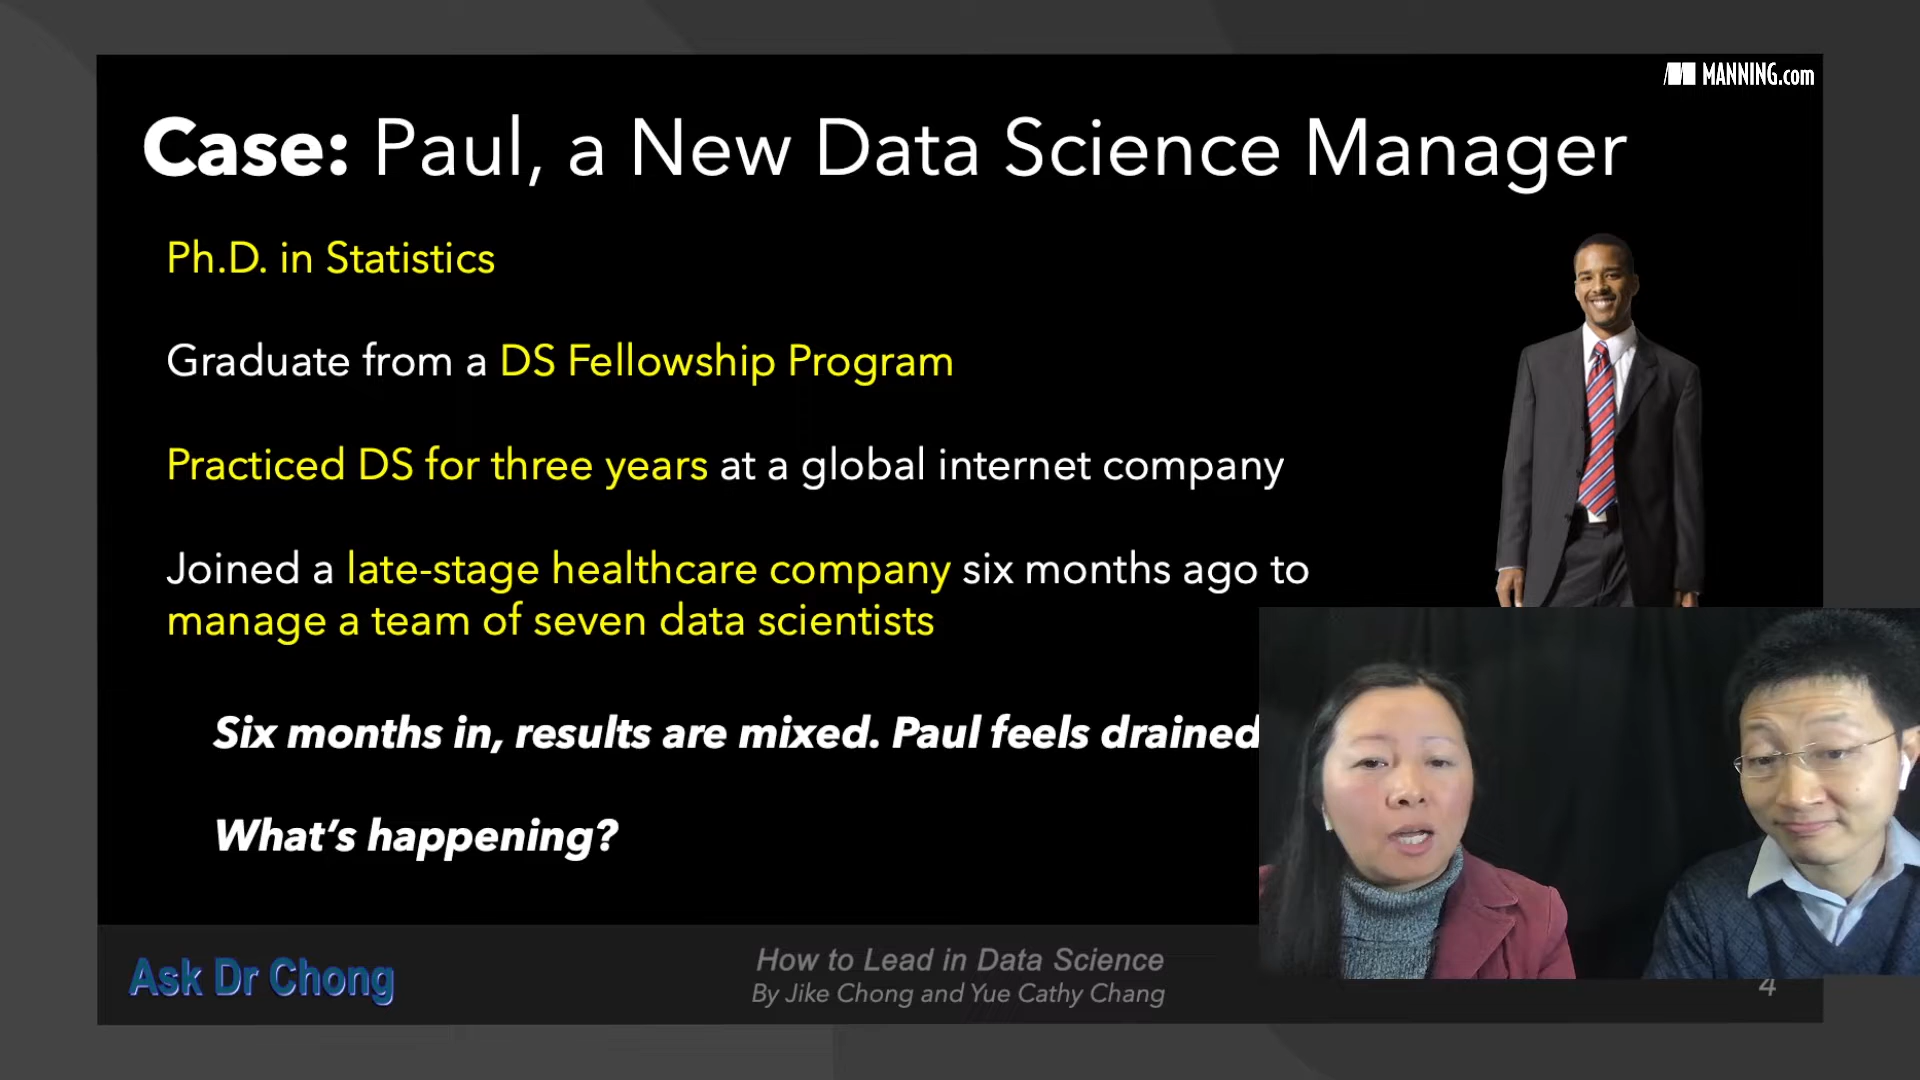 MANNING.com
Case: Paul, a New Data Science Manager
Ph.D. in Statistics
Graduate from a DS Fellowship Program
Practiced DS for three years at a global internet company
Joined a late-stage healthcare company six months ago to
manage a team of seven data scientists
Six months in, results are mixed. Paul feels drained
What's happening?
Ask Dr Chong
How to Lead in Data Science
By Jike Chong and Yue Cathy Chang
4